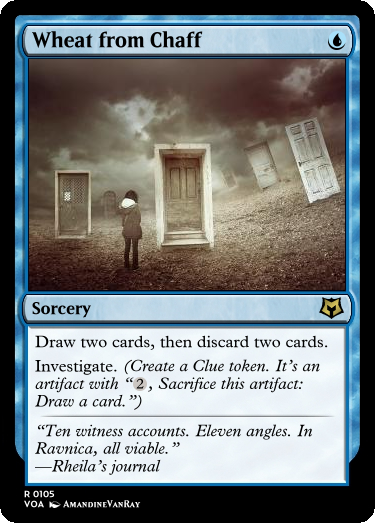 Wheat from Chaff
Sorcery
Draw two cards, then discard two cards.
Investigate. (Create a Clue token. It's an
artifact with “2, Sacrifice this artifact:
Draw a card.”)
“Ten witness accounts. Eleven angles. In
Ravnica, all viable.”
—Rheila's journal
R 0105
VOA AmandineVanRay